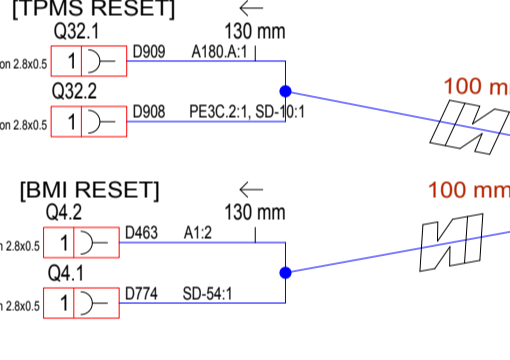 [TPMS RESET]
Q32.1
130 mm
on 2.8x0.5
1
D909
A180.A:1
Q32.2
on 2.8x0.5
1
D908
PE3C.2:1, SD-10:1
100 m
[BMI RESET]
100 mm
Q4.2
130 mm
2.8x0.5
1
D463
A1:2
Q4.1
2.8x0.5
1
D774
SD-54:1